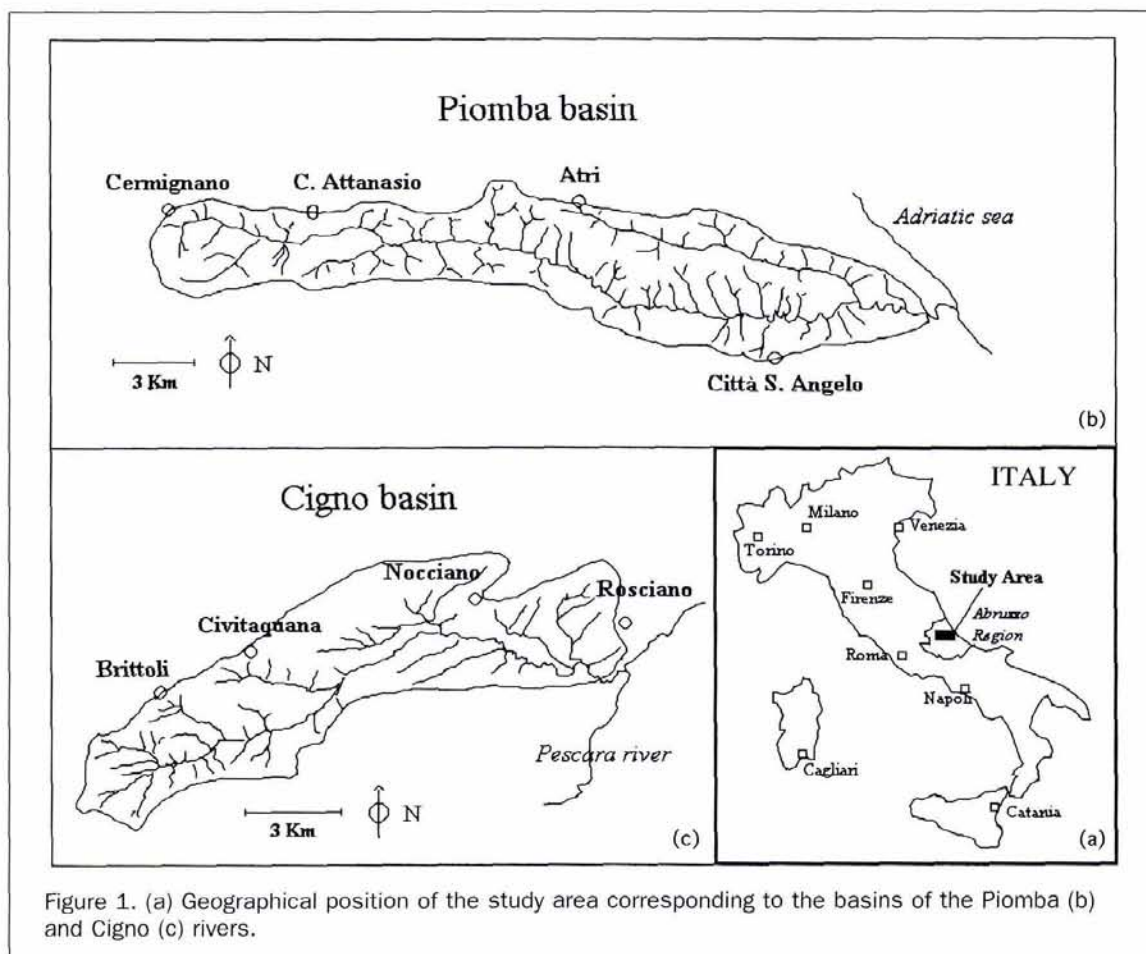 Piomba basin
Cermignano
C. Attanasio
Atri
Adriatic sea
3 Km
N
Città S. Angelo
(b)
Cigno basin
Nocciano
Rosciano
Civitaquana
Brittoli
Pescara river
3 Km
N
(c)
ITALY
Milano
Venezia
Torino
Study Area
Firenze
Abruzzo
Region
Roma
Napoli
Cagliari
Catania
(a)
Figure 1. (a) Geographical position of the study area corresponding to the basins of the Piomba (b)
and Cigno (c) rivers.